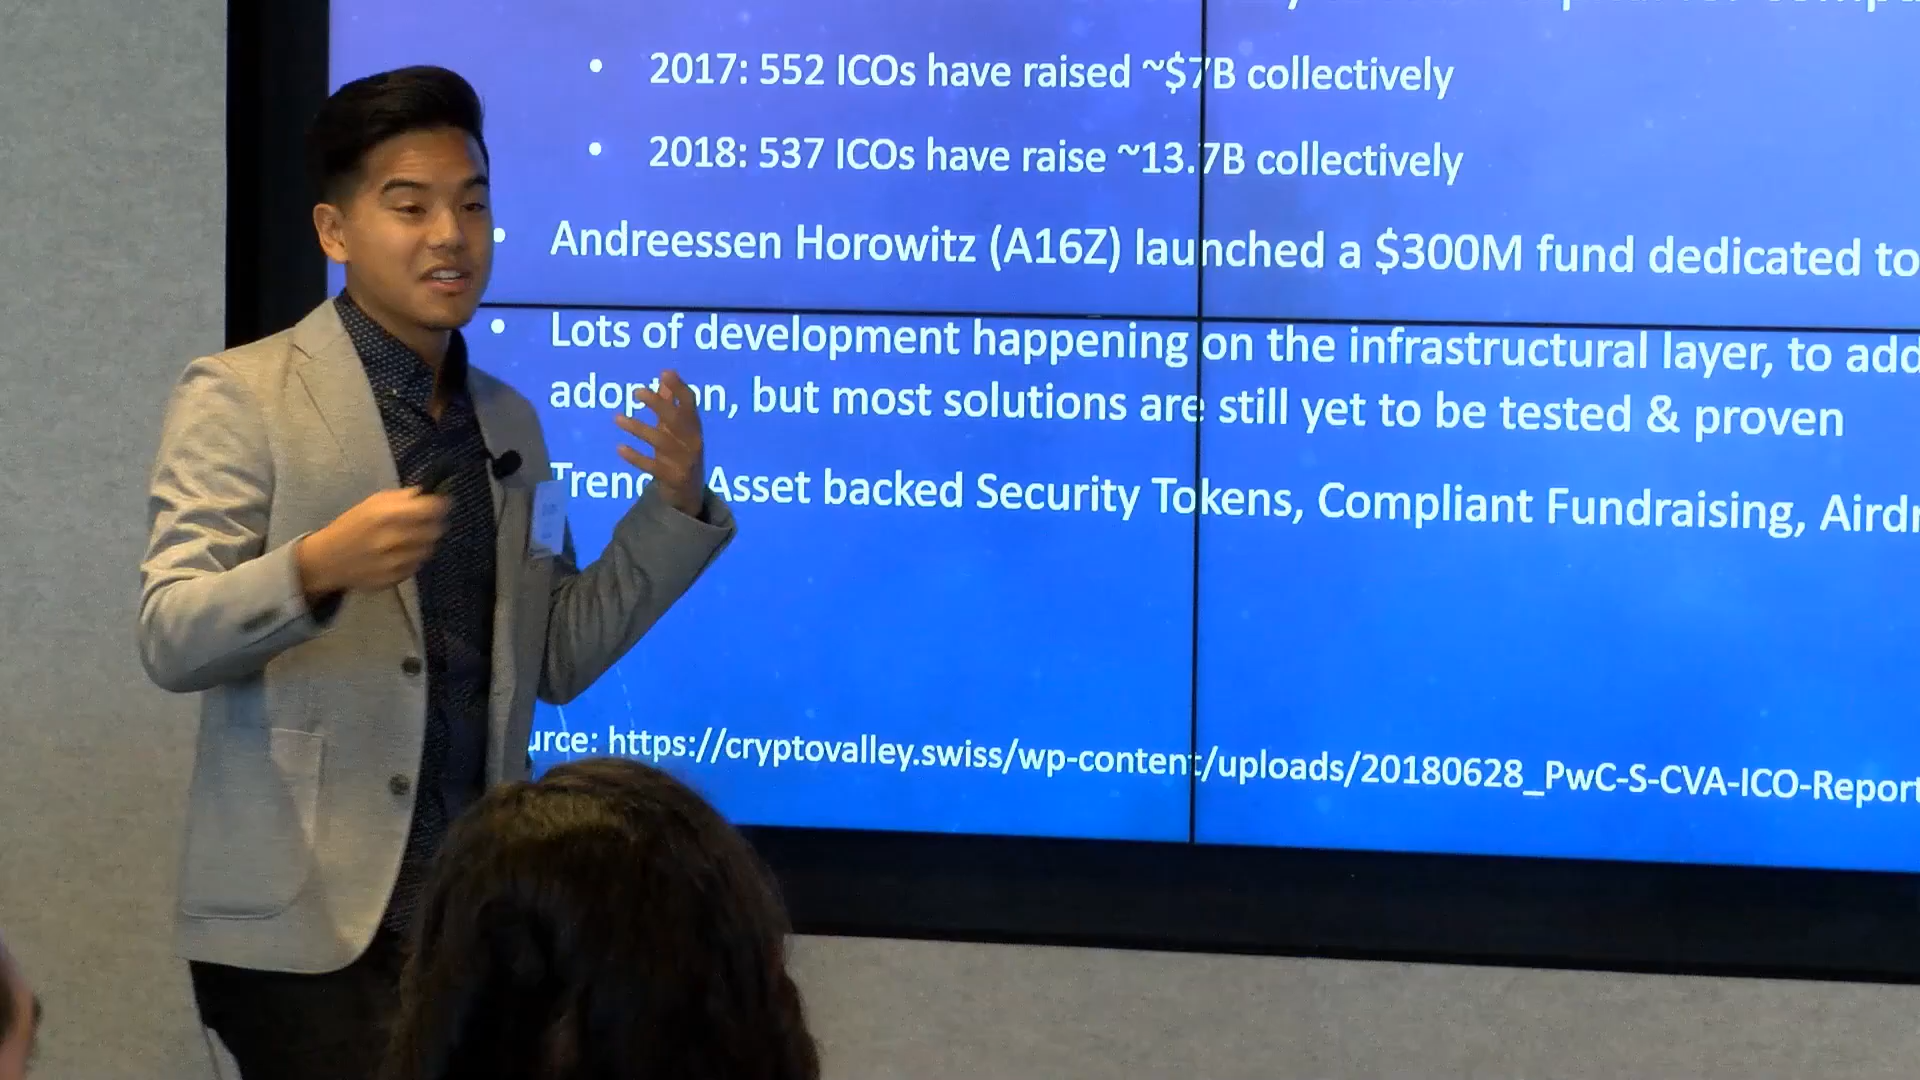 • 2017: 552 ICOs have raised ~$7B collectively
• 2018: 537 ICOs have raise ~13.7B collectively
• Andreessen Horowitz (A16Z) launched a $300M fund dedicated to
• Lots of development happening on the infrastructural layer, to add
adoption, but most solutions are still yet to be tested & proven
Asset backed Security Tokens, Compliant Fundraising, Aird
urce: https://cryptovalley.swiss/wp-content/uploads/20180628_PwC-S-CVA-ICO-Report